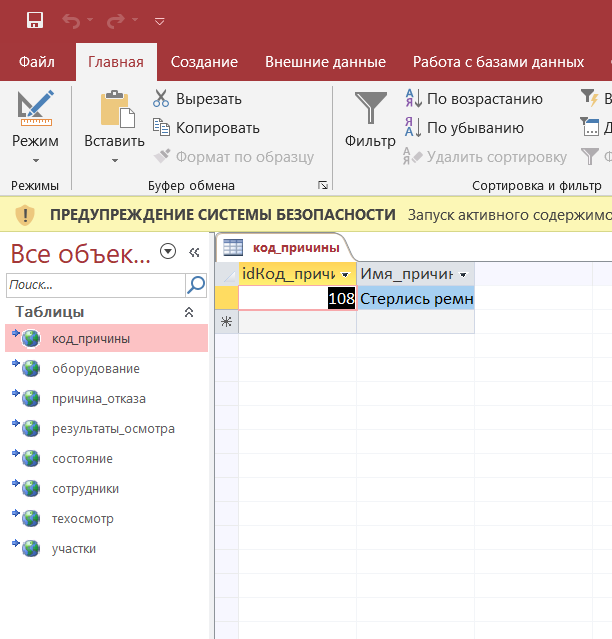 Файл Главная Создание Внешние данные Работа с базами данных
Режим Вставить Вырезать Фильтр По возрастанию
Копировать По убыванию
Формат по образцу Удалить сортировку
Режимы Буфер обмена Сортировка и фильтр
ПРЕДУПРЕЖДЕНИЕ СИСТЕМЫ БЕЗОПАСНОСТИ Запуск активного содержимо
Все объек...
Поиск...
Таблицы
код_причины
оборудование
причина_отказа
результаты_осмотра
состояние
сотрудники
техосмотр
участки
код_причины
idКод_причи Имя_причин
108 Стерлись ремн